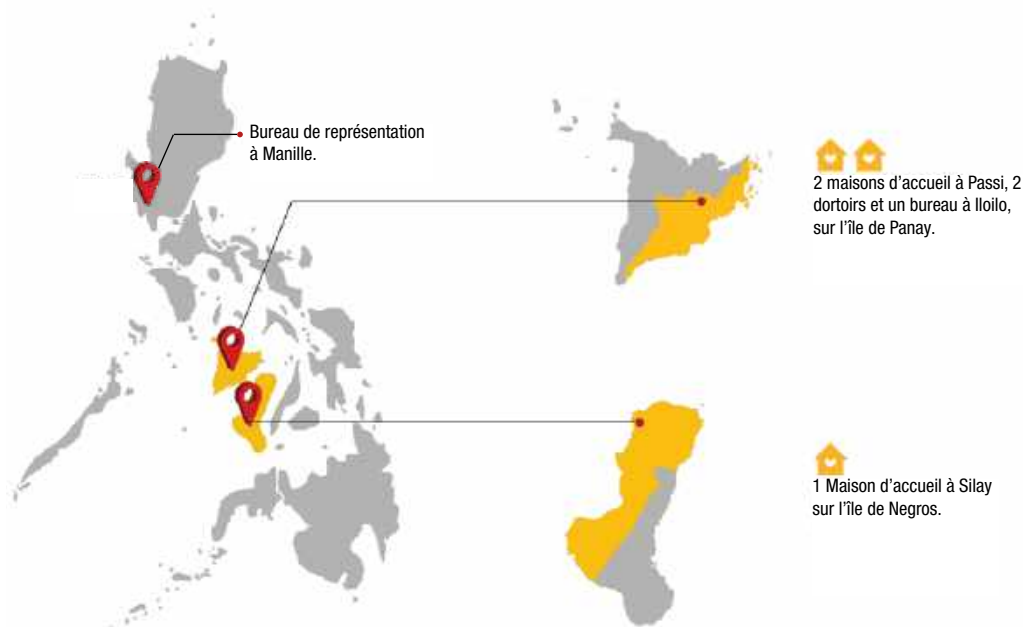 Bureau de représentation
à Manille.
2 maisons d'accueil à Passi, 2
dortoirs et un bureau à Iloilo,
sur l'île de Panay.
1 Maison d'accueil à Silay
sur l'île de Negros.